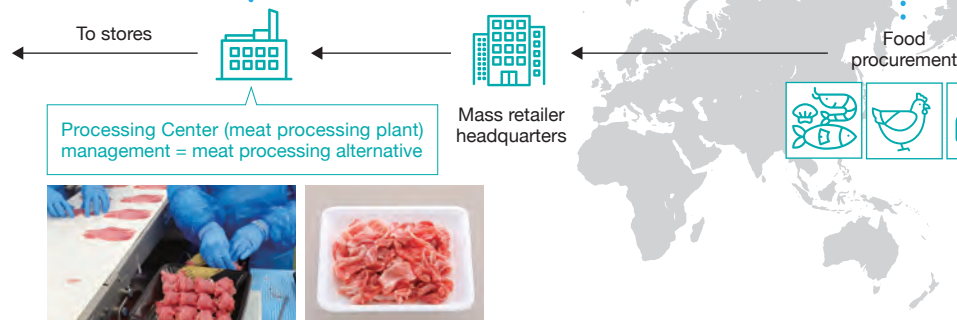 To stores
Food
procurement
Mass retailer
headquarters
Processing Center (meat processing plant)
management = meat processing alternative